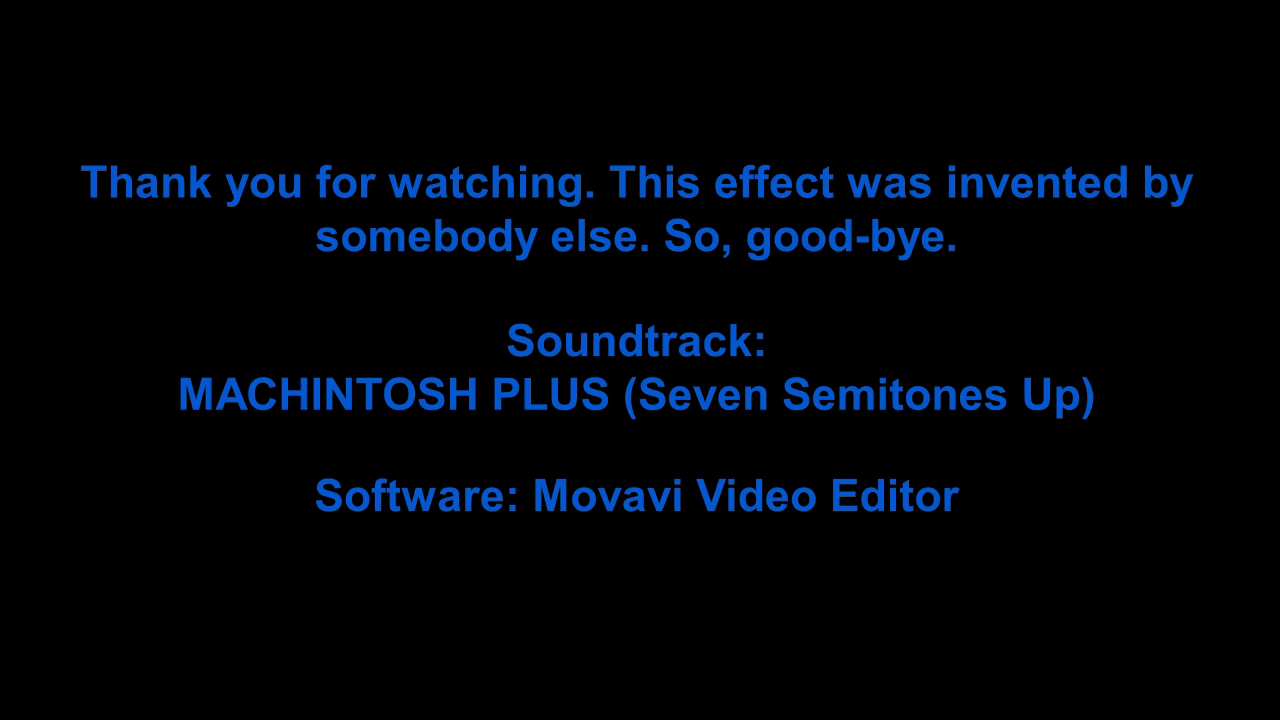 Thank you for watching. This effect was invented by
somebody else. So, good-bye.
Soundtrack:
MACHINTOSH PLUS (Seven Semitones Up)
Software: Movavi Video Editor